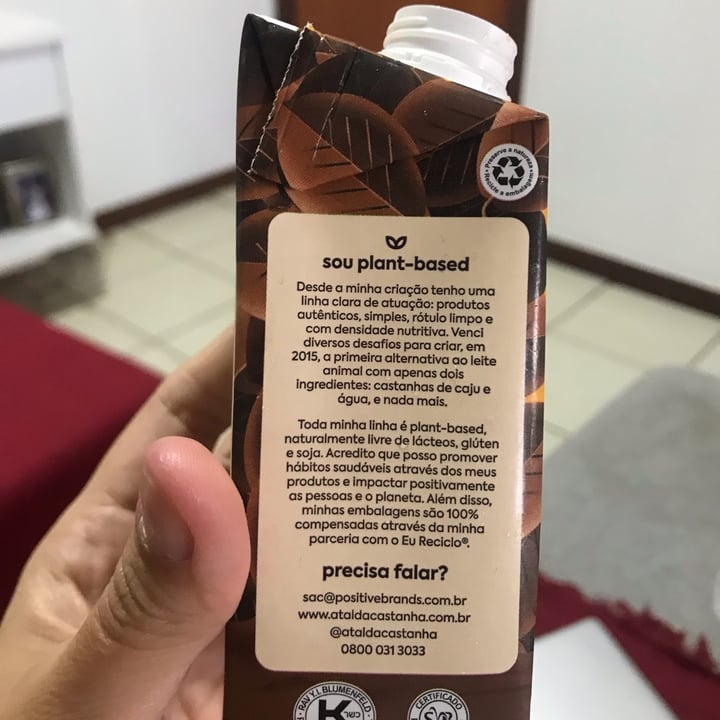 Preserve a natureza
Recicle a embalagem
sou plant-based
Desde a minha criação tenho uma
linha clara de atuação: produtos
autênticos, simples, rótulo limpo e
com densidade nutritiva. Venci
diversos desafios para criar, em
2015, a primeira alternativa ao leite
animal com apenas dois
ingredientes: castanhas de caju e
água, e nada mais.
Toda minha linha é plant-based,
naturalmente livre de lácteos, glúten
e soja. Acredito que posso promover
hábitos saudáveis através dos meus
produtos e impactar positivamente
as pessoas e o planeta. Além disso,
minhas embalagens são 100%
compensadas através da minha
parceria com o Eu Reciclo®.
precisa falar?
sac@positivebrands.com.br
www.ataldacastanha.com.br
@ataldacastanha
0800 031 3033
RAV Y.I. BLUMENFELD
K כשר
CERTIFICADO